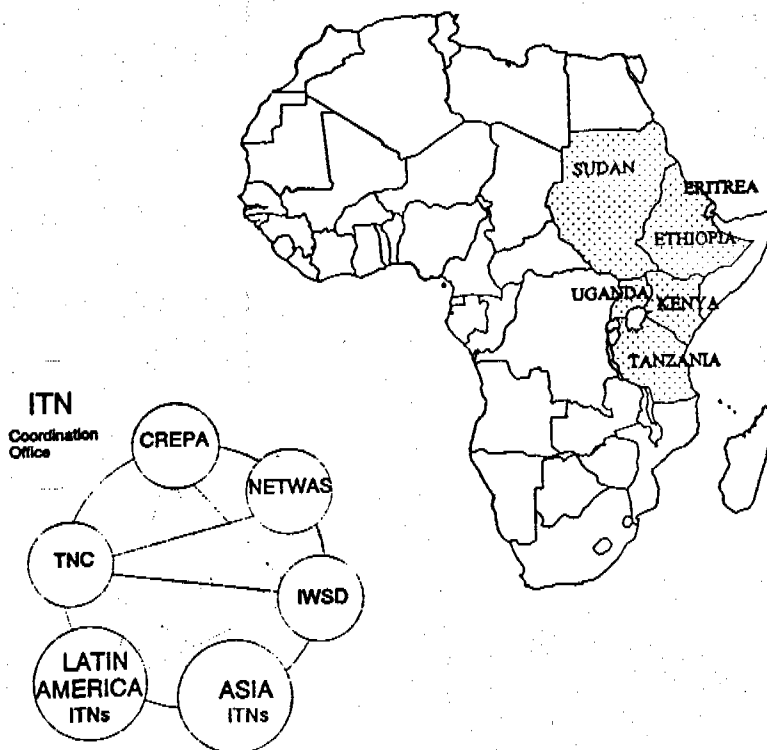 SUDAN
ERITREA
ETHIOPIA
UGANDA
KENYA
TANZANIA
ITN
Coordination
Office
CREPA
NETWAS
TNC
IWSD
LATIN
AMERICA
ITNs
ASIA
ITNs